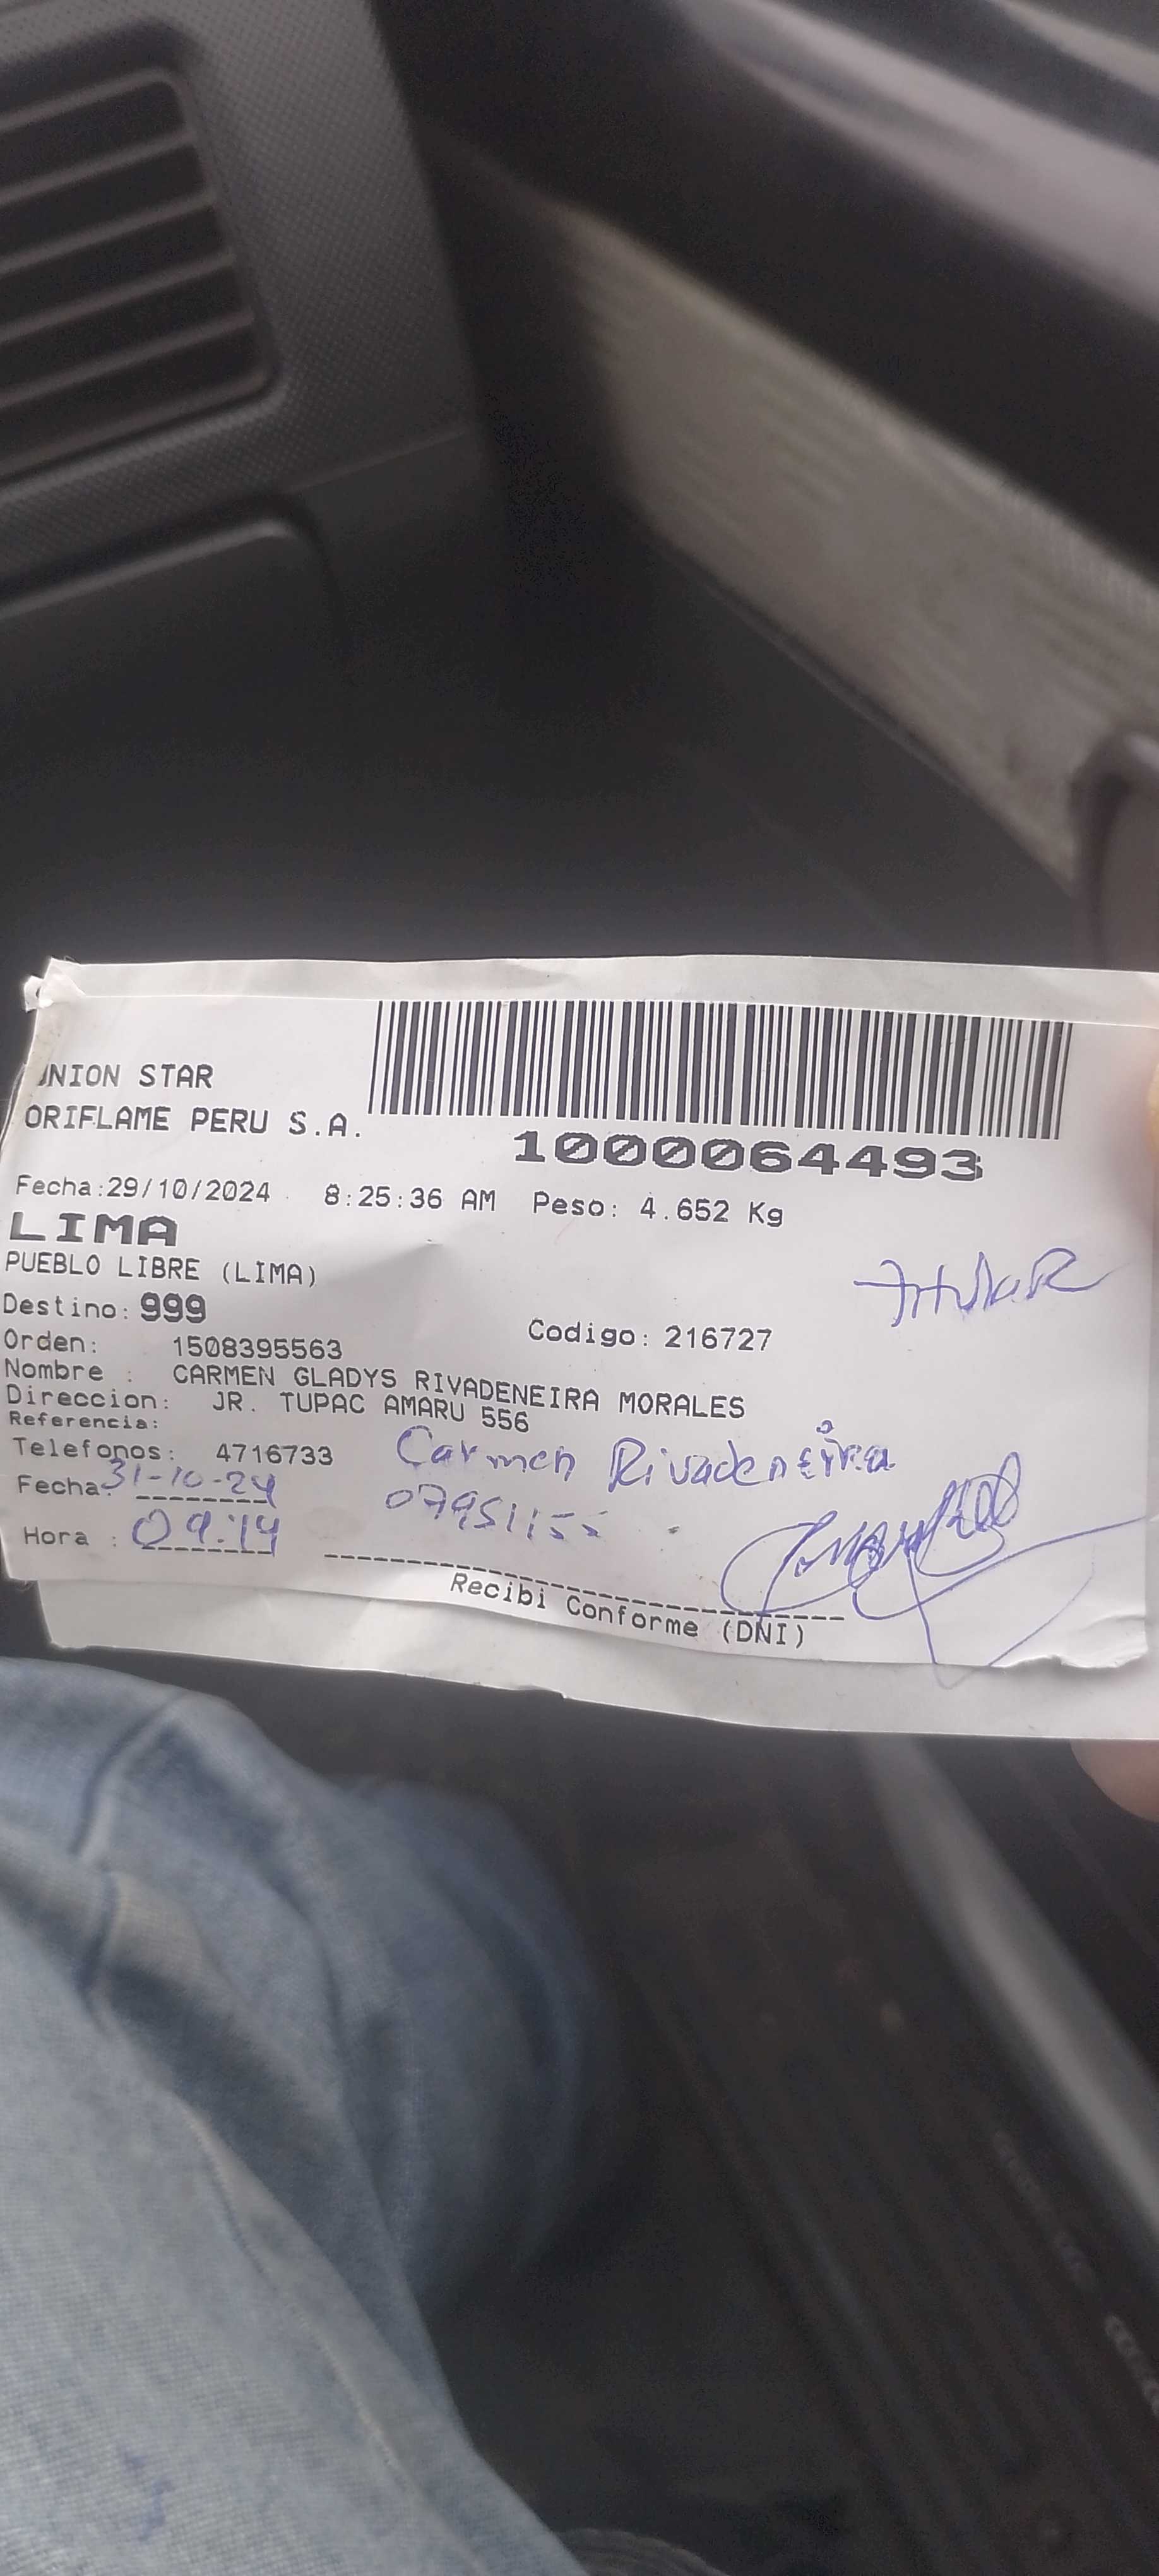 UNION STAR
ORIFLAME PERU S.A.
1000064493
Fecha:29/10/2024 8:25:36 AM Peso: 4.652 Kg
LIMA
PUEBLO LIBRE (LIMA)
TITULAR
Destino: 999
Codigo: 216727
Orden: 1508395563
Nombre : CARMEN GLADYS RIVADENEIRA MORALES
Direccion: JR. TUPAC AMARU 556
Referencia:
Telefonos: 4716733
Carmen Rivadeneira
Fecha: 31-10-24
07951155
Hora : 09:14
Recibi Conforme (DNI)